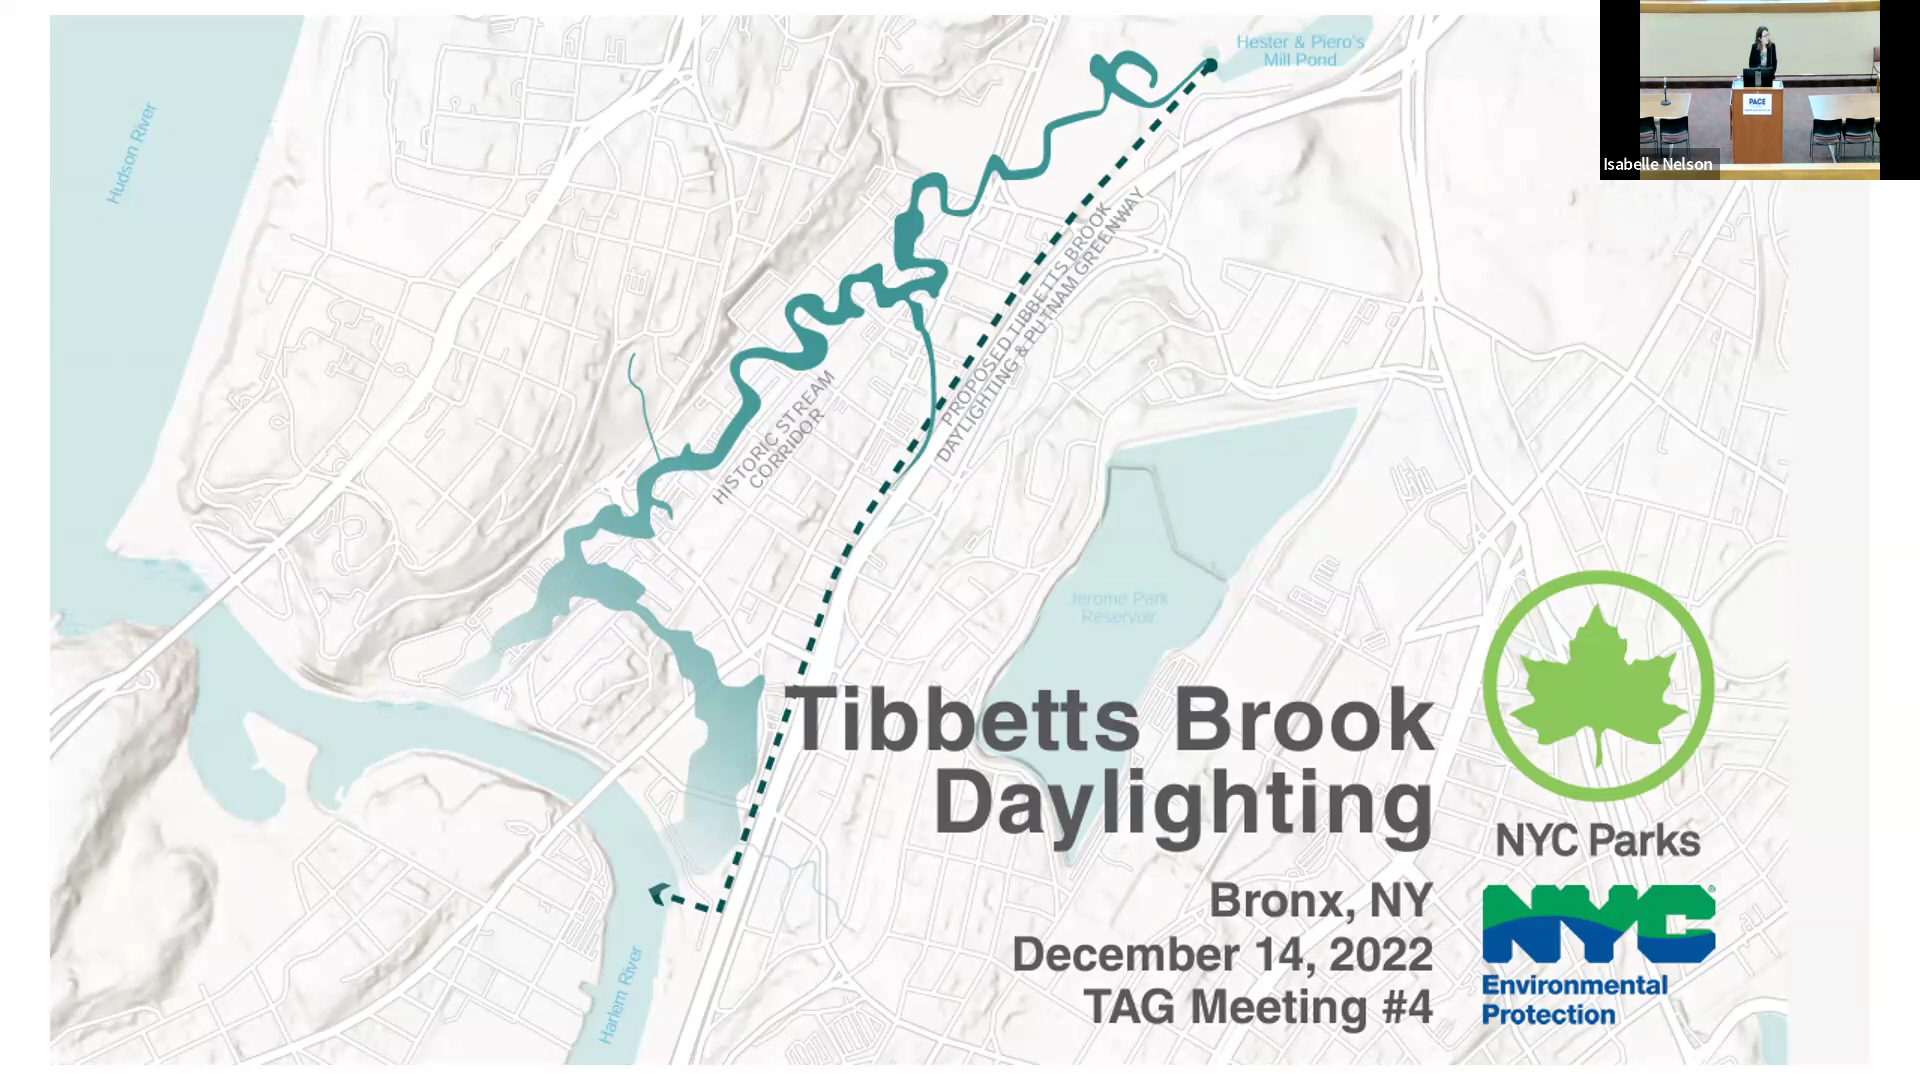 Hester & Piero's
Mill Pond
Hudson River
PACE
Isabelle Nelson
PROPOSED TIBBETTS BROOK
DAYLIGHTING & PUTNAM GREENWAY
HISTORIC STREAM
CORRIDOR
Jerome Park
Reservoir
Tibbetts Brook
Daylighting
NYC Parks
Bronx, NY
December 14, 2022
TAG Meeting #4
NYC®
Environmental
Protection
Harlem River